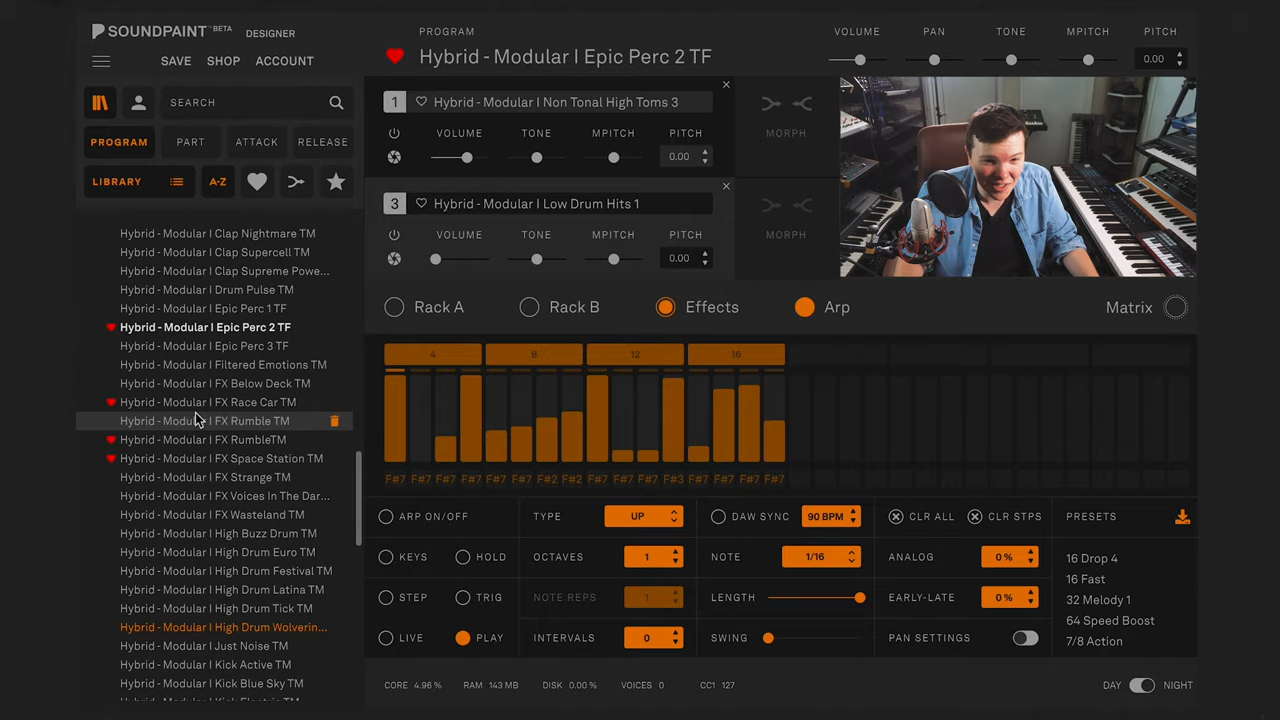 SOUNDPAINT BETA DESIGNER
SAVE SHOP ACCOUNT
SEARCH
PROGRAM PART ATTACK RELEASE
LIBRARY A-Z
Hybrid - Modular I Clap Nightmare TM
Hybrid - Modular I Clap Supercell TM
Hybrid - Modular I Clap Supreme Powe...
Hybrid - Modular I Drum Pulse TM
Hybrid - Modular I Epic Perc 1 TF
Hybrid - Modular I Epic Perc 2 TF
Hybrid - Modular I Epic Perc 3 TF
Hybrid - Modular I Filtered Emotions TM
Hybrid - Modular I FX Below Deck TM
Hybrid - Modular I FX Race Car TM
Hybrid - Modular I FX Rumble TM
Hybrid - Modular I FX RumbleTM
Hybrid - Modular I FX Space Station TM
Hybrid - Modular I FX Strange TM
Hybrid - Modular I FX Voices In The Dar...
Hybrid - Modular I FX Wasteland TM
Hybrid - Modular I High Buzz Drum TM
Hybrid - Modular I High Drum Euro TM
Hybrid - Modular I High Drum Festival TM
Hybrid - Modular I High Drum Latina TM
Hybrid - Modular I High Drum Tick TM
Hybrid - Modular I High Drum Wolverin...
Hybrid - Modular I Just Noise TM
Hybrid - Modular I Kick Active TM
Hybrid - Modular I Kick Blue Sky TM
PROGRAM
Hybrid - Modular I Epic Perc 2 TF
VOLUME PAN TONE MPITCH PITCH
0.00
1 Hybrid - Modular I Non Tonal High Toms 3
VOLUME TONE MPITCH PITCH MORPH
0.00
3 Hybrid - Modular I Low Drum Hits 1
VOLUME TONE MPITCH PITCH MORPH
0.00
Rack A Rack B Effects Arp Matrix
4 8 12 16
F#7 F#7 F#7 F#7 F#7 F#7 F#2 F#2 F#7 F#7 F#7 F#3 F#7 F#7 F#7 F#7
ARP ON/OFF TYPE UP DAW SYNC 90 BPM CLR ALL CLR STPS PRESETS
KEYS HOLD OCTAVES 1 NOTE 1/16 ANALOG 0 %
STEP TRIG NOTE REPS 1 LENGTH EARLY-LATE 0 %
LIVE PLAY INTERVALS 0 SWING PAN SETTINGS
16 Drop 4
16 Fast
32 Melody 1
64 Speed Boost
7/8 Action
CORE 4.96 % RAM 143 MB DISK 0.00 % VOICES 0 CC1 127 DAY NIGHT